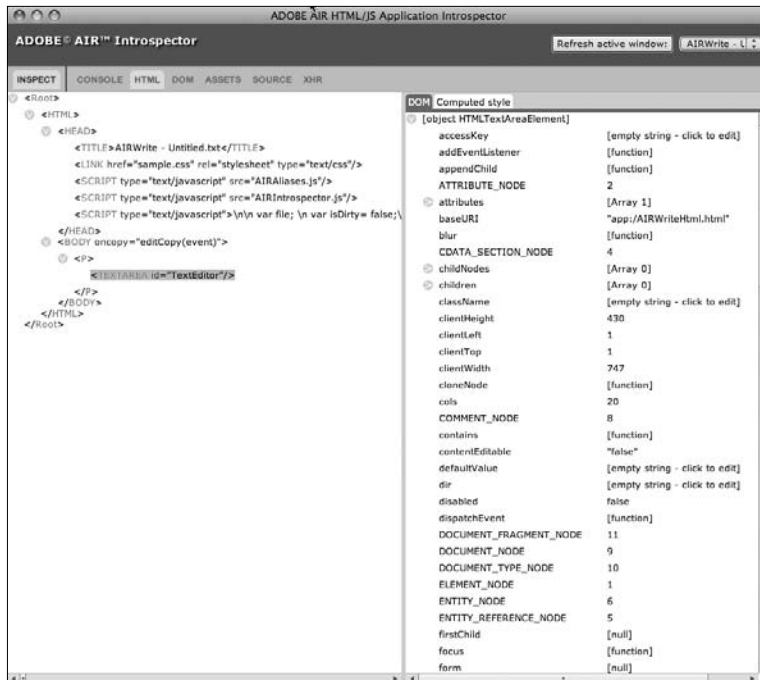 ADOBE AIR HTML/JS Application Introspector
ADOBE® AIR™ Introspector
Refresh active window:
AIRWrite - U
INSPECT CONSOLE HTML DOM ASSETS SOURCE XHR
<Root>
<HTML>
<HEAD>
<TITLE>AIRWrite - Untitled.txt</TITLE>
<LINK href="sample.css" rel="stylesheet" type="text/css"/>
<SCRIPT type="text/javascript" src="AIRAliases.js"/>
<SCRIPT type="text/javascript" src="AIRIntrospector.js"/>
<SCRIPT type="text/javascript">\n\n var file; \n var isDirty= false;\
</HEAD>
<BODY oncopy="editCopy(event)">
<P>
<TEXTAREA id="TextEditor"/>
</P>
</BODY>
</HTML>
</Root>
DOM Computed style
[object HTMLTextAreaElement]
accessKey [empty string - click to edit]
addEventListener [function]
appendChild [function]
ATTRIBUTE_NODE 2
attributes [Array 1]
baseURI "app:/AIRWriteHtml.html"
blur [function]
CDATA_SECTION_NODE 4
childNodes [Array 0]
children [Array 0]
className [empty string - click to edit]
clientHeight 430
clientLeft 1
clientTop 1
clientWidth 747
cloneNode [function]
cols 20
COMMENT_NODE 8
contains [function]
contentEditable "false"
defaultValue [empty string - click to edit]
dir [empty string - click to edit]
disabled false
dispatchEvent [function]
DOCUMENT_FRAGMENT_NODE 11
DOCUMENT_NODE 9
DOCUMENT_TYPE_NODE 10
ELEMENT_NODE 1
ENTITY_NODE 6
ENTITY_REFERENCE_NODE 5
firstChild [null]
focus [function]
form [null]